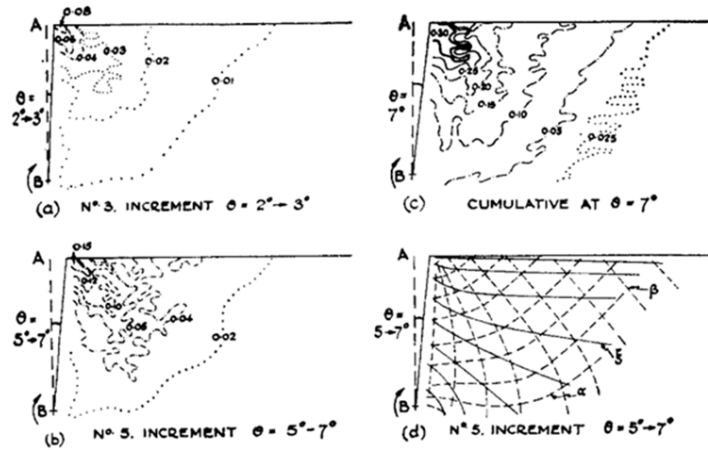 A
0.08
0.06
0.04
0.03
0.02
0.01
θ =
2°→3°
B
(a) Nº 3. INCREMENT θ = 2°→ 3°
A
0.30
0.25
0.20
0.15
0.10
0.05
0.025
θ =
7°
B
(c) CUMULATIVE AT θ = 7°
A
0.15
0.12
0.10
0.06
0.04
0.02
θ =
5°→7°
B
(b) Nº 5. INCREMENT θ = 5°-7°
A
β
ξ
α
θ =
5→7°
B
(d) Nº 5. INCREMENT θ = 5°→7°